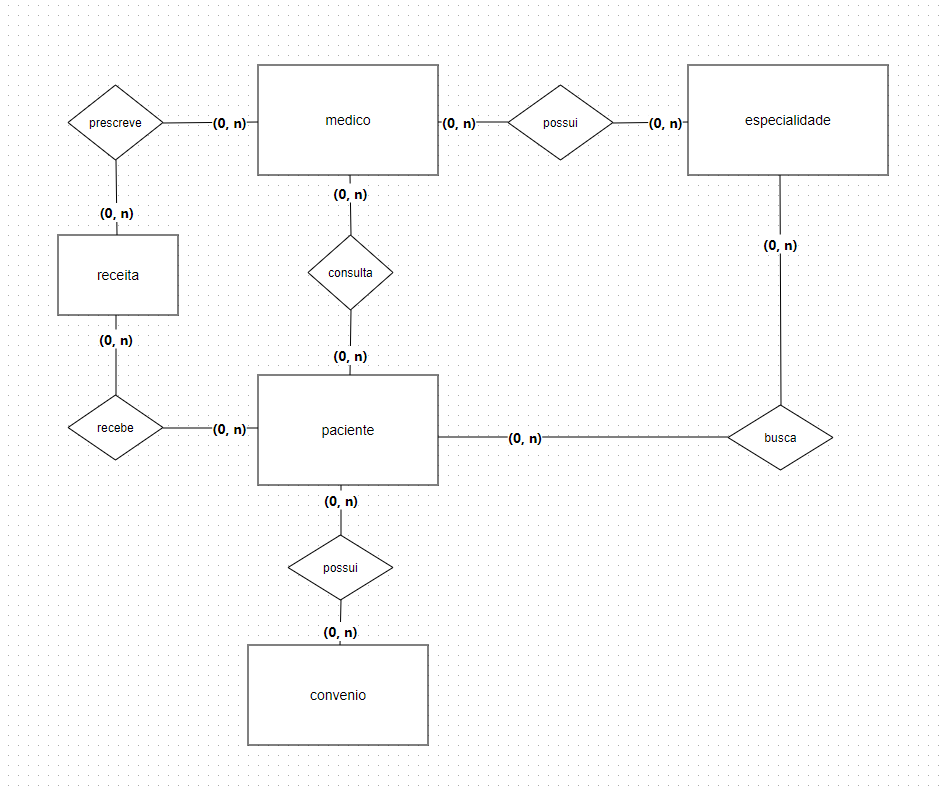 prescreve
(0, n)
medico
(0, n)
possui
(0, n)
especialidade
(0, n)
(0, n)
(0, n)
receita
consulta
(0, n)
(0, n)
recebe
(0, n)
paciente
(0, n)
busca
(0, n)
possui
(0, n)
convenio